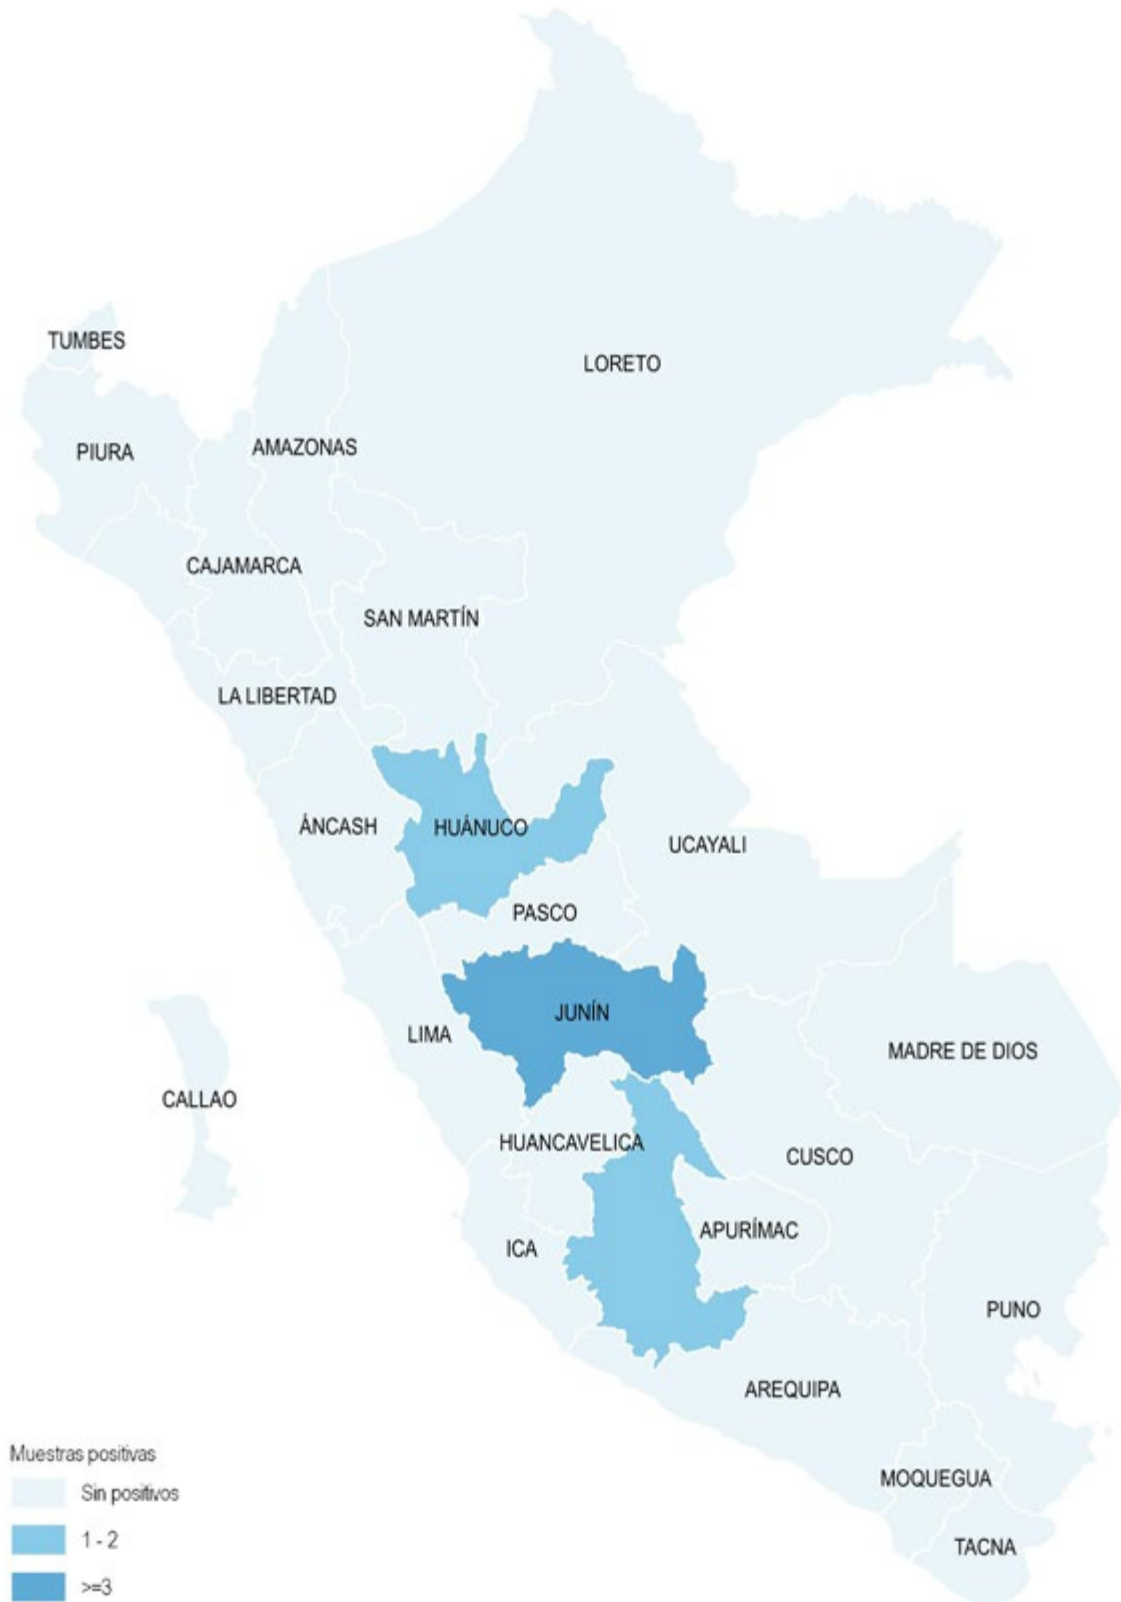 TUMBES
LORETO
PIURA
AMAZONAS
CAJAMARCA
SAN MARTÍN
LA LIBERTAD
ÁNCASH
HUÁNUCO
UCAYALI
PASCO
JUNÍN
LIMA
MADRE DE DIOS
CALLAO
HUANCAVELICA
CUSCO
APURÍMAC
ICA
PUNO
AREQUIPA
MOQUEGUA
TACNA
Muestras positivas
Sin positivos
1 - 2
>=3